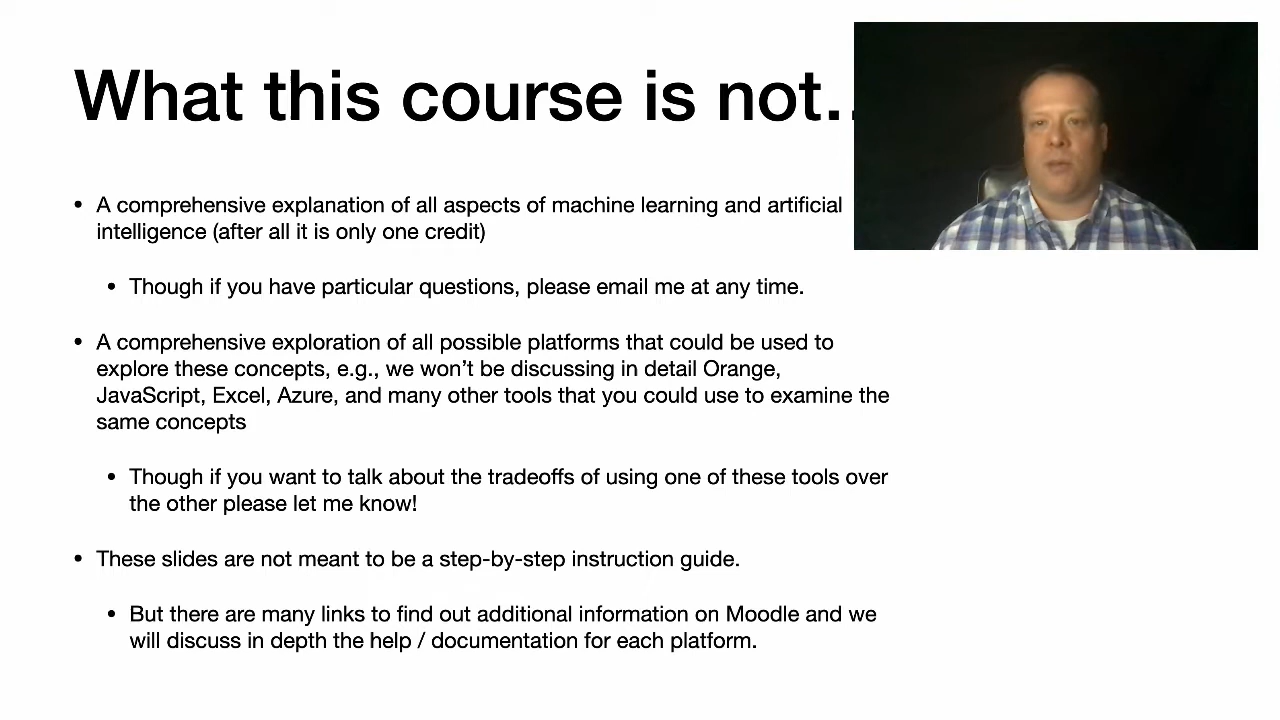 What this course is not..
• A comprehensive explanation of all aspects of machine learning and artificial
intelligence (after all it is only one credit)
• Though if you have particular questions, please email me at any time.
• A comprehensive exploration of all possible platforms that could be used to
explore these concepts, e.g., we won’t be discussing in detail Orange,
JavaScript, Excel, Azure, and many other tools that you could use to examine the
same concepts
• Though if you want to talk about the tradeoffs of using one of these tools over
the other please let me know!
• These slides are not meant to be a step-by-step instruction guide.
• But there are many links to find out additional information on Moodle and we
will discuss in depth the help / documentation for each platform.